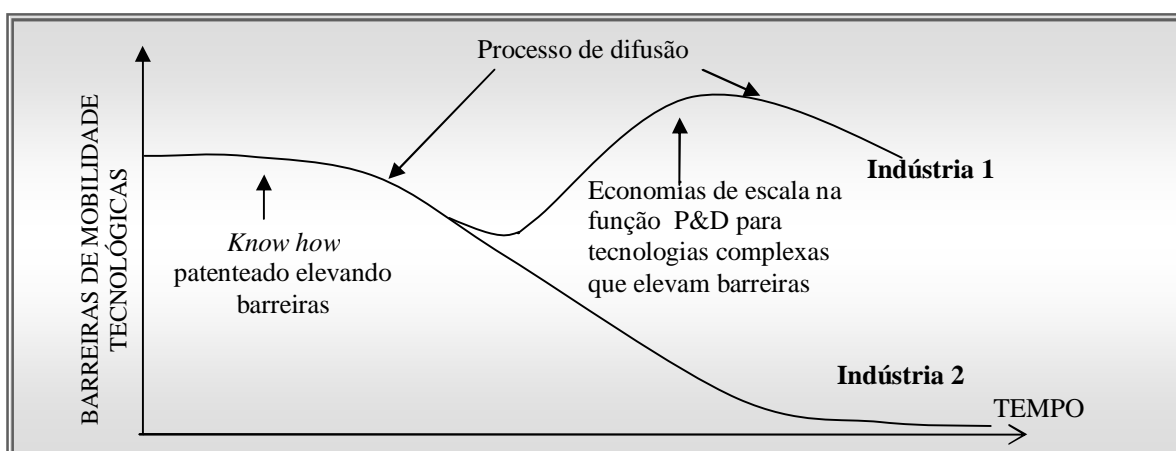 Processo de difusão
BARREIRAS DE MOBILIDADE
TECNOLÓGICAS
Know how
patenteado elevando
barreiras
Economias de escala na
função P&D para
tecnologias complexas
que elevam barreiras
Indústria 1
Indústria 2
TEMPO